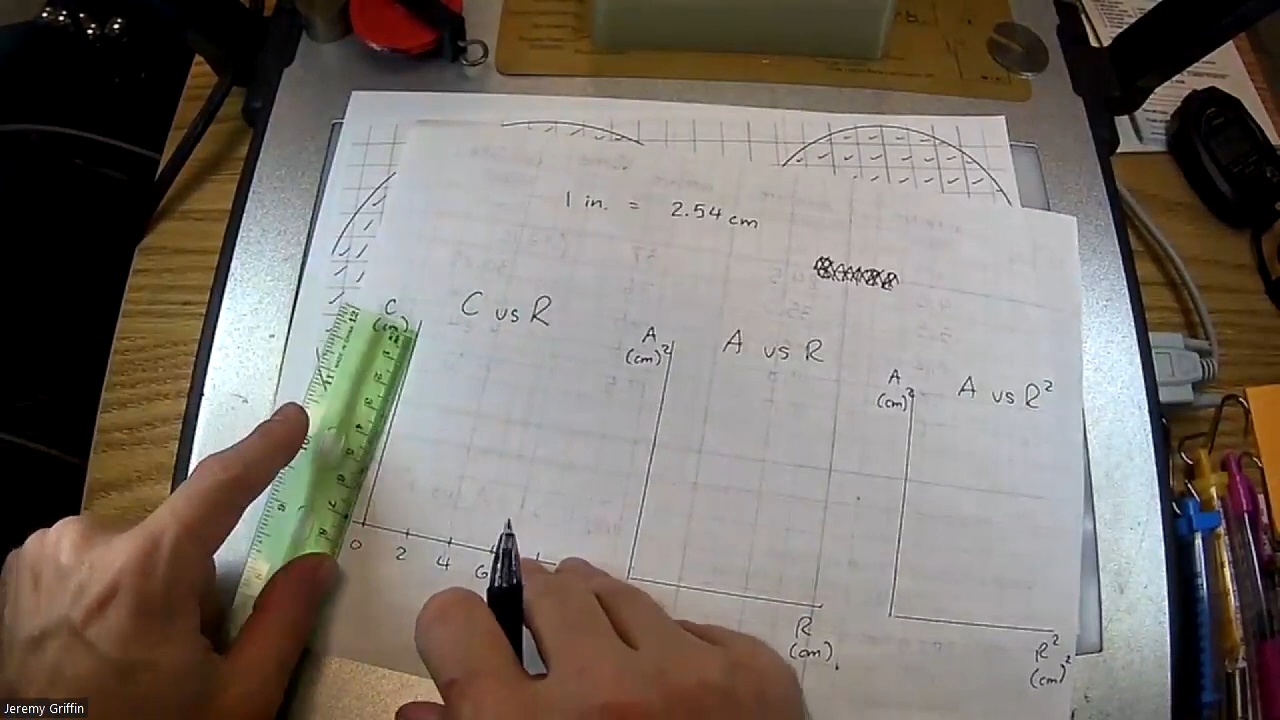 1 in. = 2.54 cm
C vs R
C
A vs R
A
(cm)²
A vs R²
A
(cm)²
0 2 4 6
R
(cm)
R²
(cm)²
Jeremy Griffin